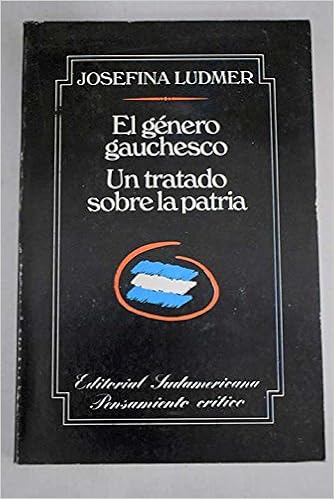 JOSEFINA LUDMER
El género
gauchesco
Un tratado
sobre la patria
Editorial Sudamericana
Pensamiento crítico